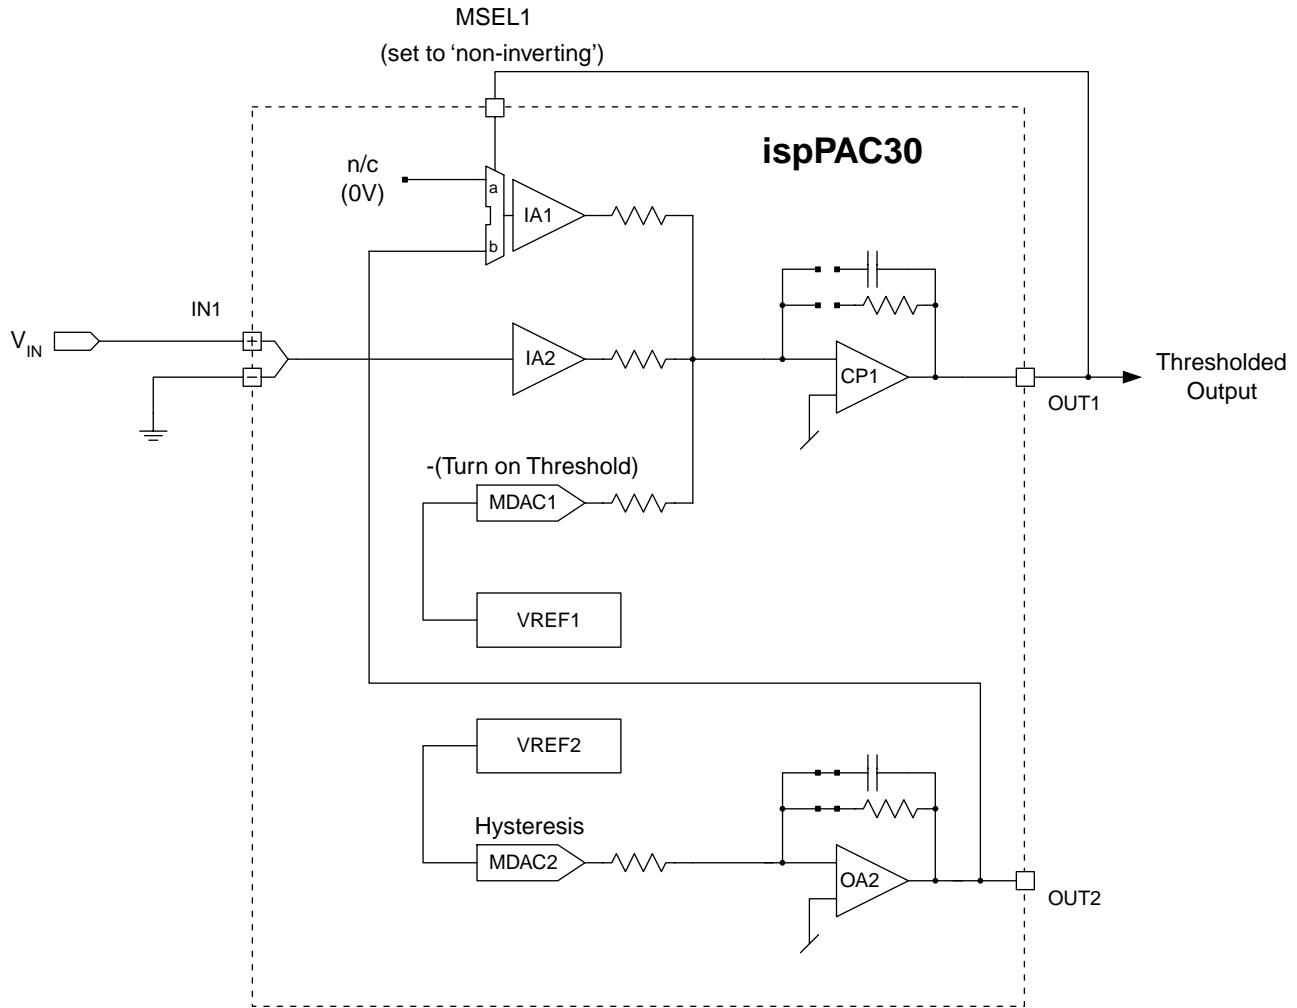 MSEL1
(set to ‘non-inverting’)
ispPAC30
n/c
(0V)
a
IA1
b
IN1
VIN
+
-
IA2
CP1
Thresholded
Output
OUT1
-(Turn on Threshold)
MDAC1
VREF1
VREF2
Hysteresis
MDAC2
OA2
OUT2